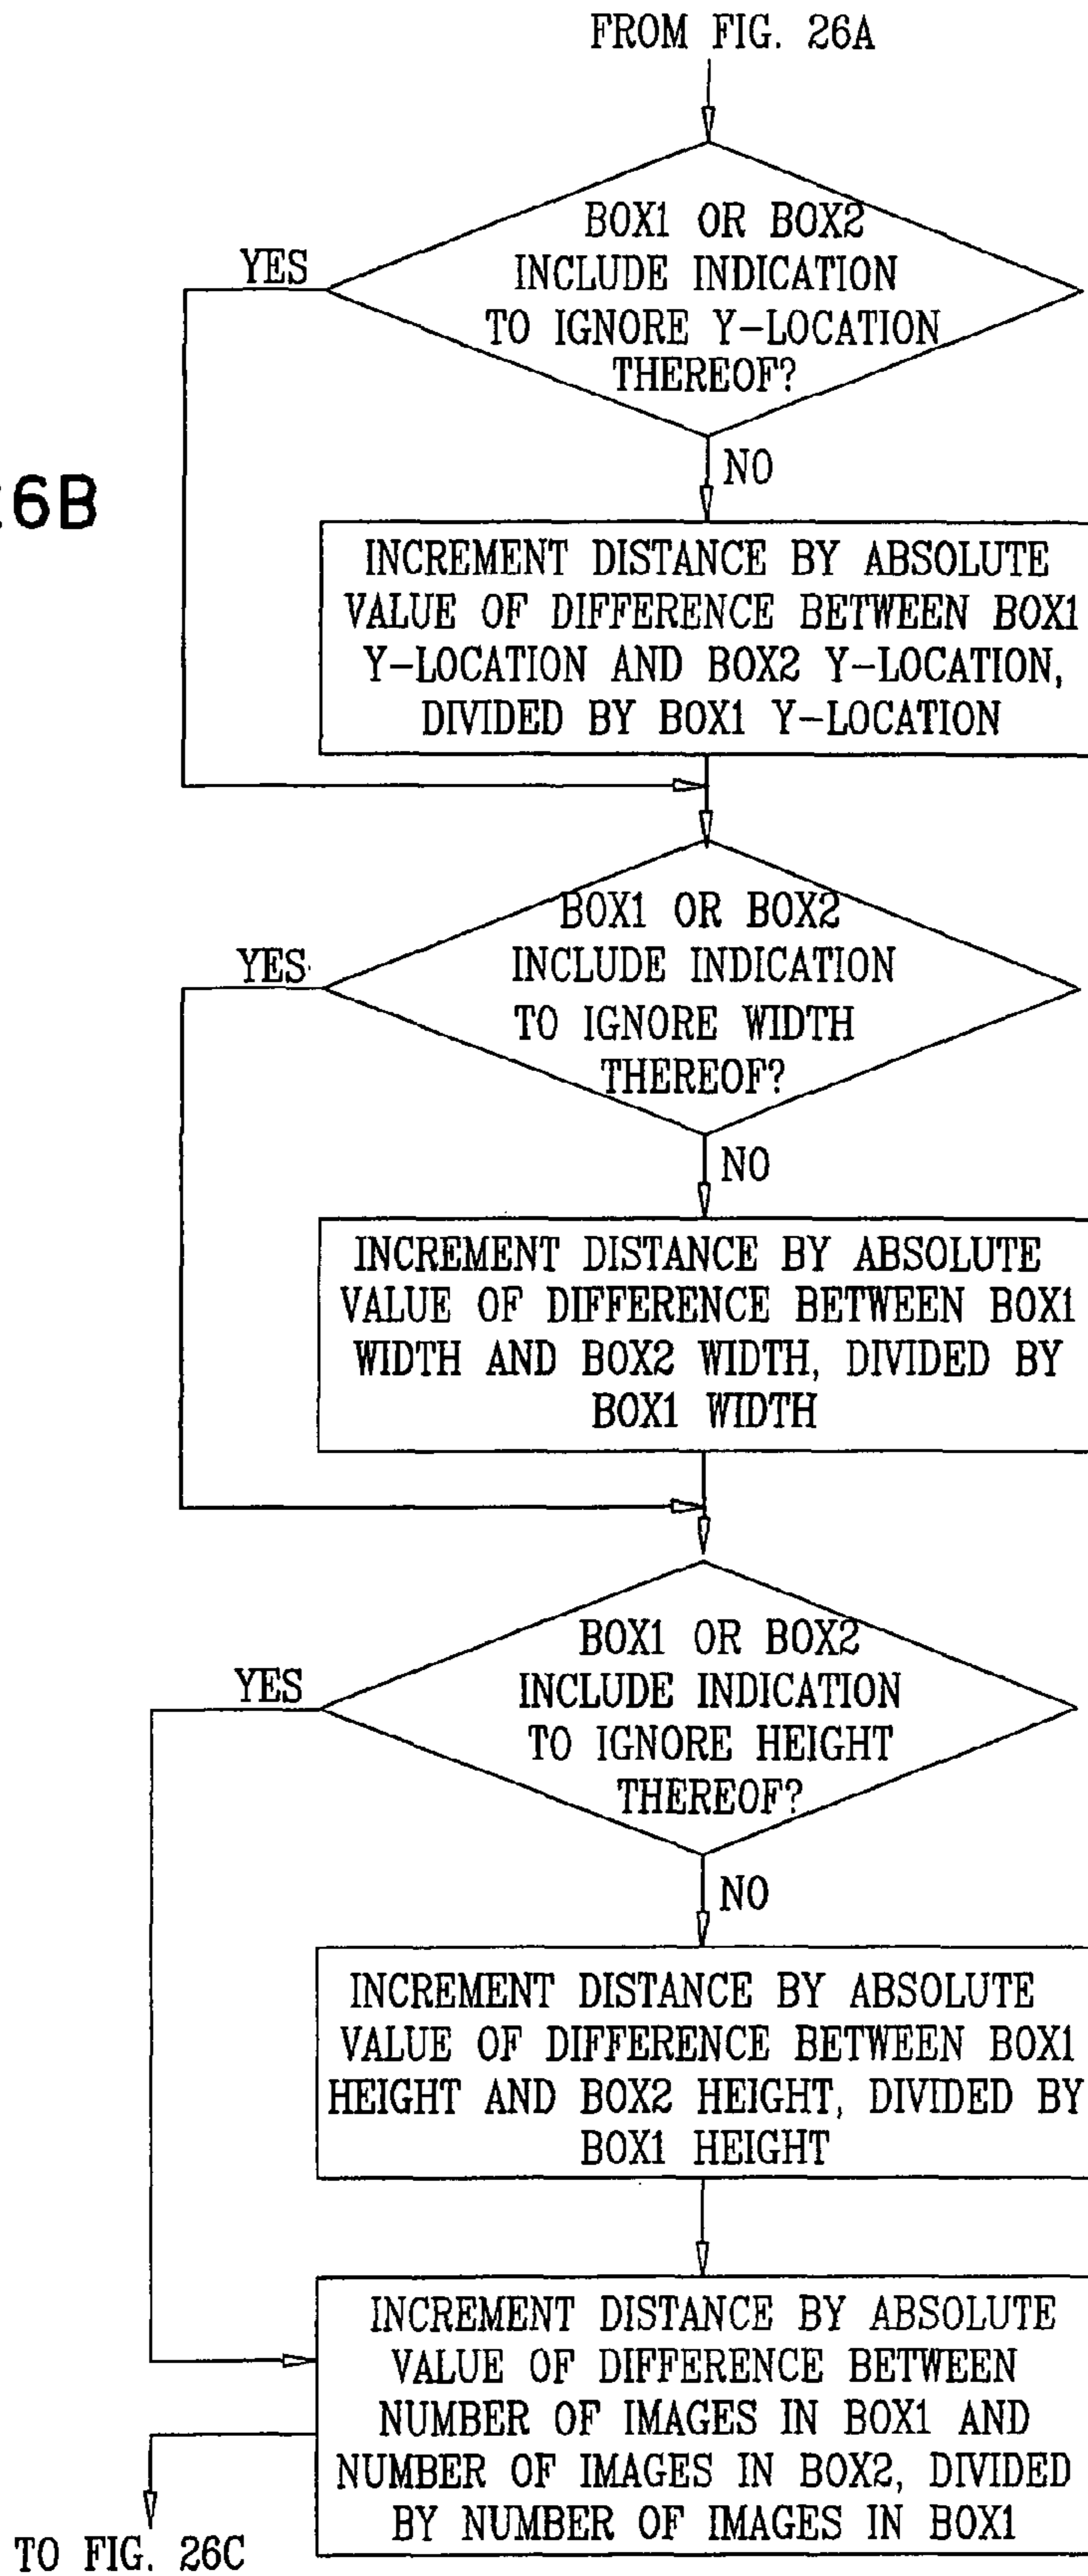 FROM FIG. 26A
BOX1 OR BOX2
INCLUDE INDICATION
TO IGNORE Y-LOCATION
THEREOF?
YES
NO
6B
INCREMENT DISTANCE BY ABSOLUTE
VALUE OF DIFFERENCE BETWEEN BOX1
Y-LOCATION AND BOX2 Y-LOCATION,
DIVIDED BY BOX1 Y-LOCATION
BOX1 OR BOX2
INCLUDE INDICATION
TO IGNORE WIDTH
THEREOF?
YES
NO
INCREMENT DISTANCE BY ABSOLUTE
VALUE OF DIFFERENCE BETWEEN BOX1
WIDTH AND BOX2 WIDTH, DIVIDED BY
BOX1 WIDTH
BOX1 OR BOX2
INCLUDE INDICATION
TO IGNORE HEIGHT
THEREOF?
YES
NO
INCREMENT DISTANCE BY ABSOLUTE
VALUE OF DIFFERENCE BETWEEN BOX1
HEIGHT AND BOX2 HEIGHT, DIVIDED BY
BOX1 HEIGHT
INCREMENT DISTANCE BY ABSOLUTE
VALUE OF DIFFERENCE BETWEEN
NUMBER OF IMAGES IN BOX1 AND
NUMBER OF IMAGES IN BOX2, DIVIDED
BY NUMBER OF IMAGES IN BOX1
TO FIG. 26C